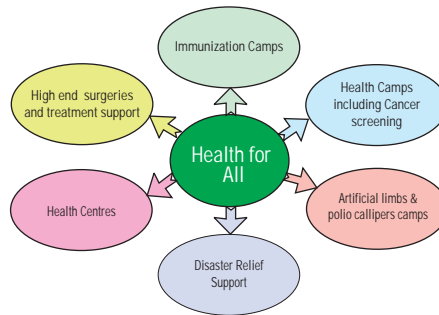 Immunization Camps
High end surgeries
and treatment support
Health Camps
including Cancer
screening
Health for
All
Health Centres
Artificial limbs &
polio callipers camps
Disaster Relief
Support